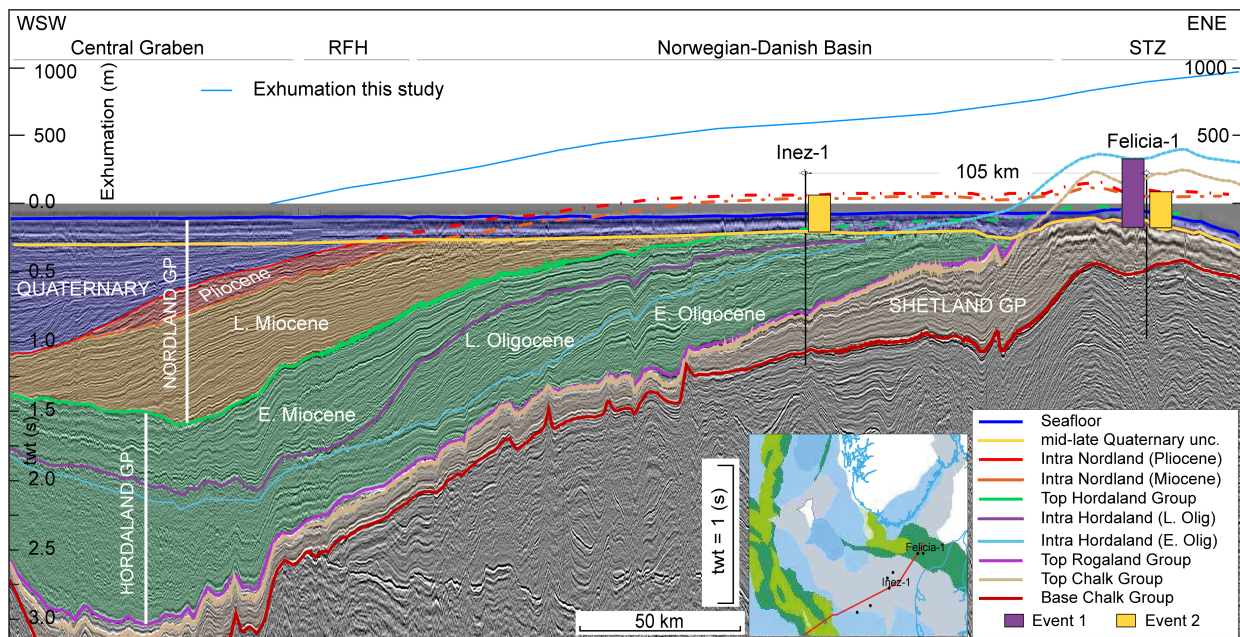 WSW
ENE
Central Graben
RFH
Norwegian-Danish Basin
STZ
1000
1000
Exhumation (m)
Exhumation this study
500
500
Felicia-1
Inez-1
105 km
0.0
0.0
0.5
QUATERNARY
Pliocene
NORDLAND GP
L. Miocene
SHETLAND GP
E. Oligocene
1.0
L. Oligocene
E. Miocene
1.5
twt (s)
HORDALAND GP
2.0
2.5
3.0
twt = 1 (s)
50 km
Felicia-1
Inez-1
Seafloor
mid-late Quaternary unc.
Intra Nordland (Pliocene)
Intra Nordland (Miocene)
Top Hordaland Group
Intra Hordaland (L. Olig)
Intra Hordaland (E. Olig)
Top Rogaland Group
Top Chalk Group
Base Chalk Group
Event 1
Event 2